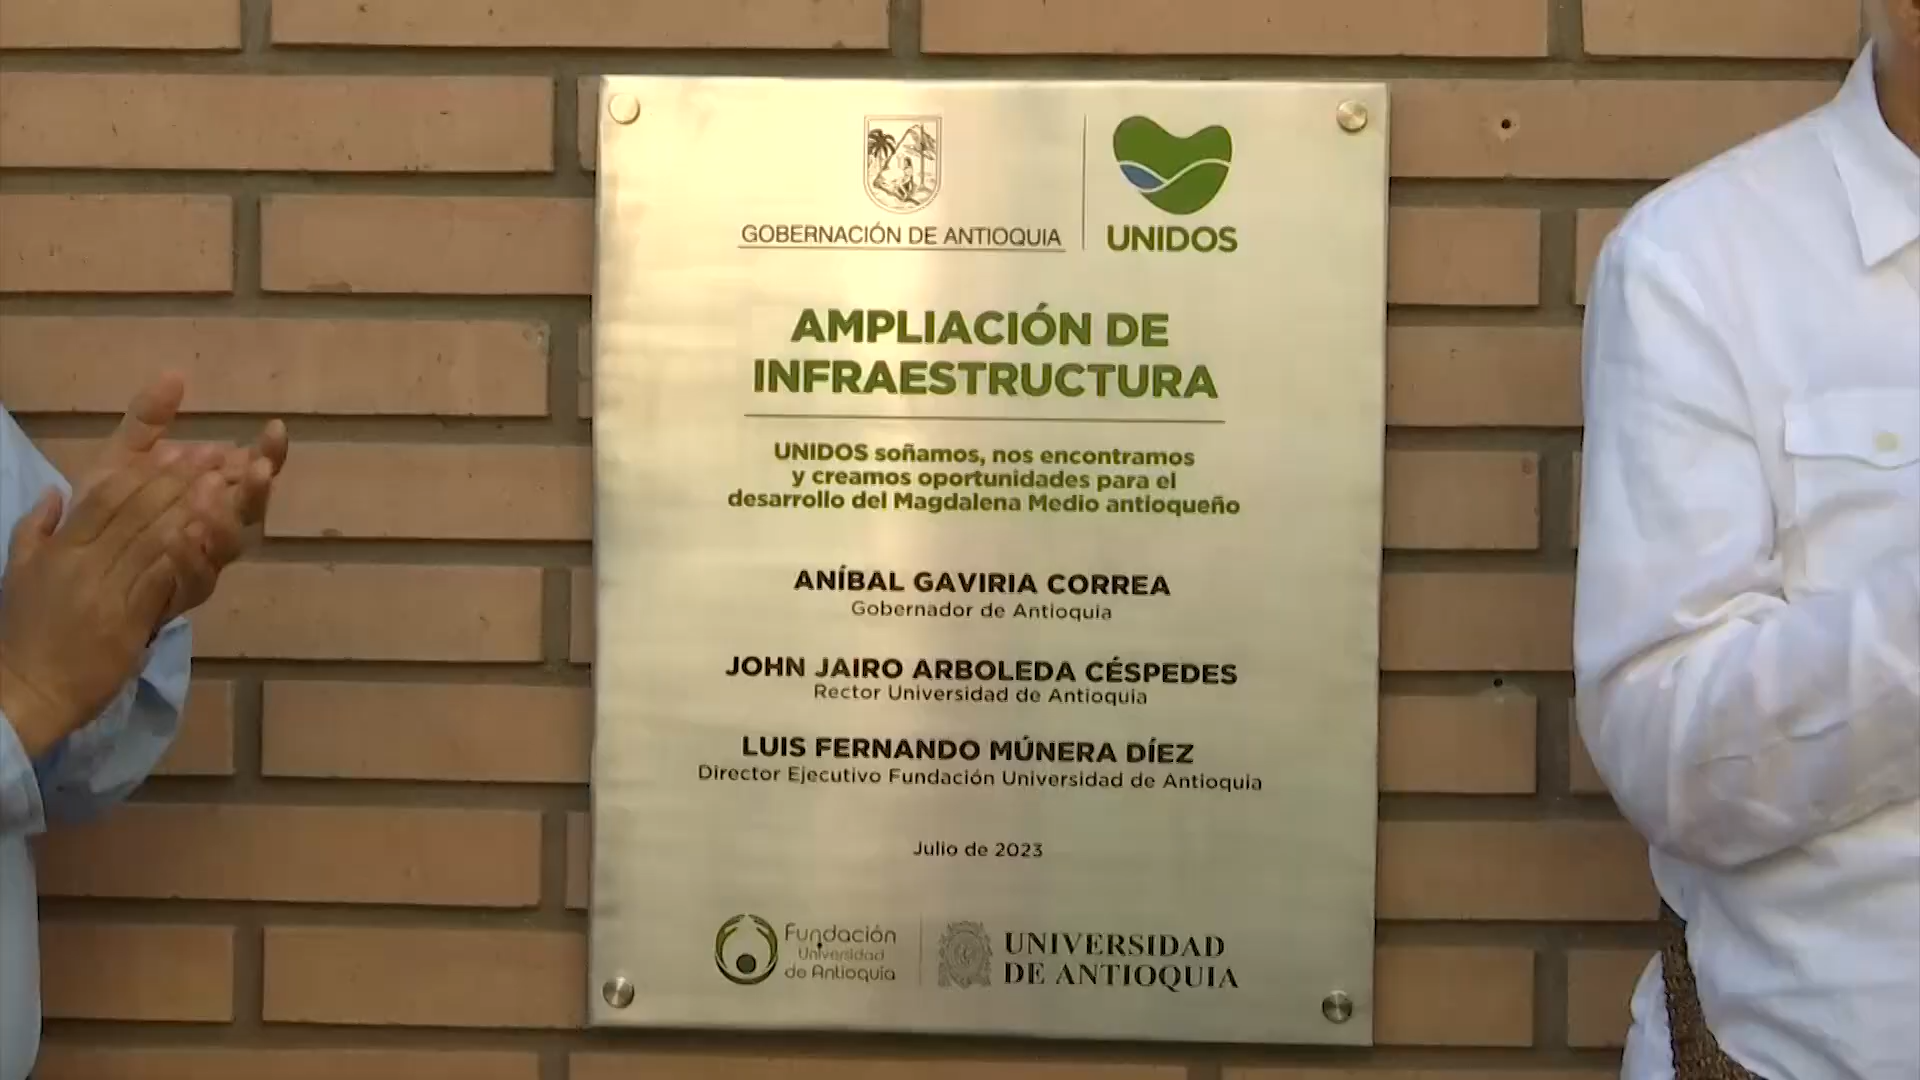 GOBERNACIÓN DE ANTIOQUIA
UNIDOS
AMPLIACIÓN DE
INFRAESTRUCTURA
UNIDOS soñamos, nos encontramos
y creamos oportunidades para el
desarrollo del Magdalena Medio antioqueño
ANÍBAL GAVIRIA CORREA
Gobernador de Antioquia
JOHN JAIRO ARBOLEDA CÉSPEDES
Rector Universidad de Antioquia
LUIS FERNANDO MÚNERA DÍEZ
Director Ejecutivo Fundación Universidad de Antioquia
Julio de 2023
Fundación
Universidad
de Antioquia
UNIVERSIDAD
DE ANTIOQUIA